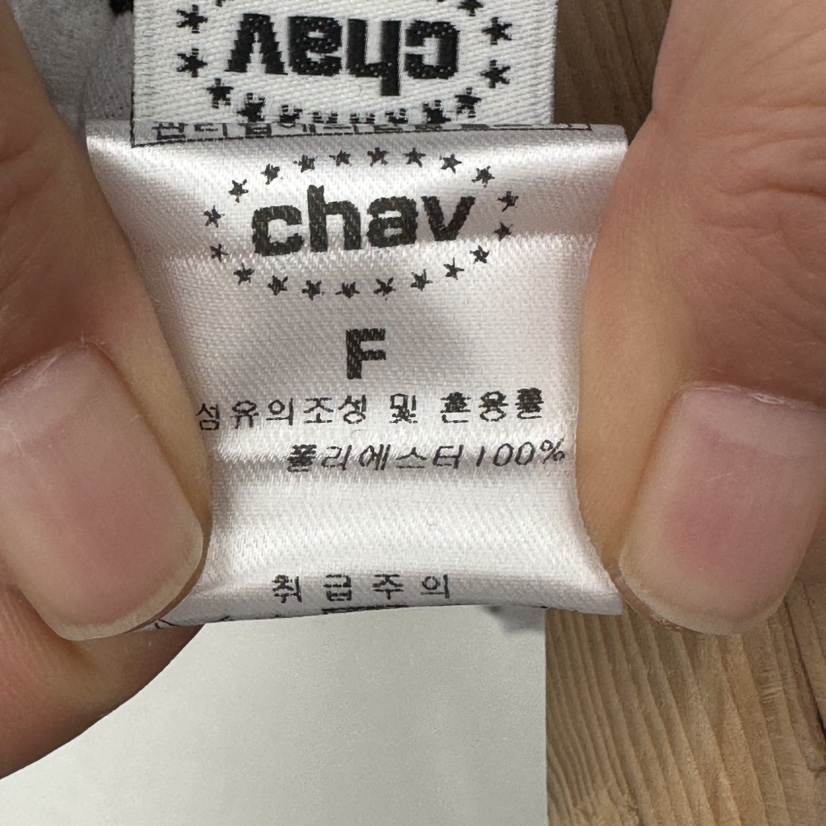 chav
chav
F
섬유의조성 및 혼용률
폴리에스터100%
취급주의